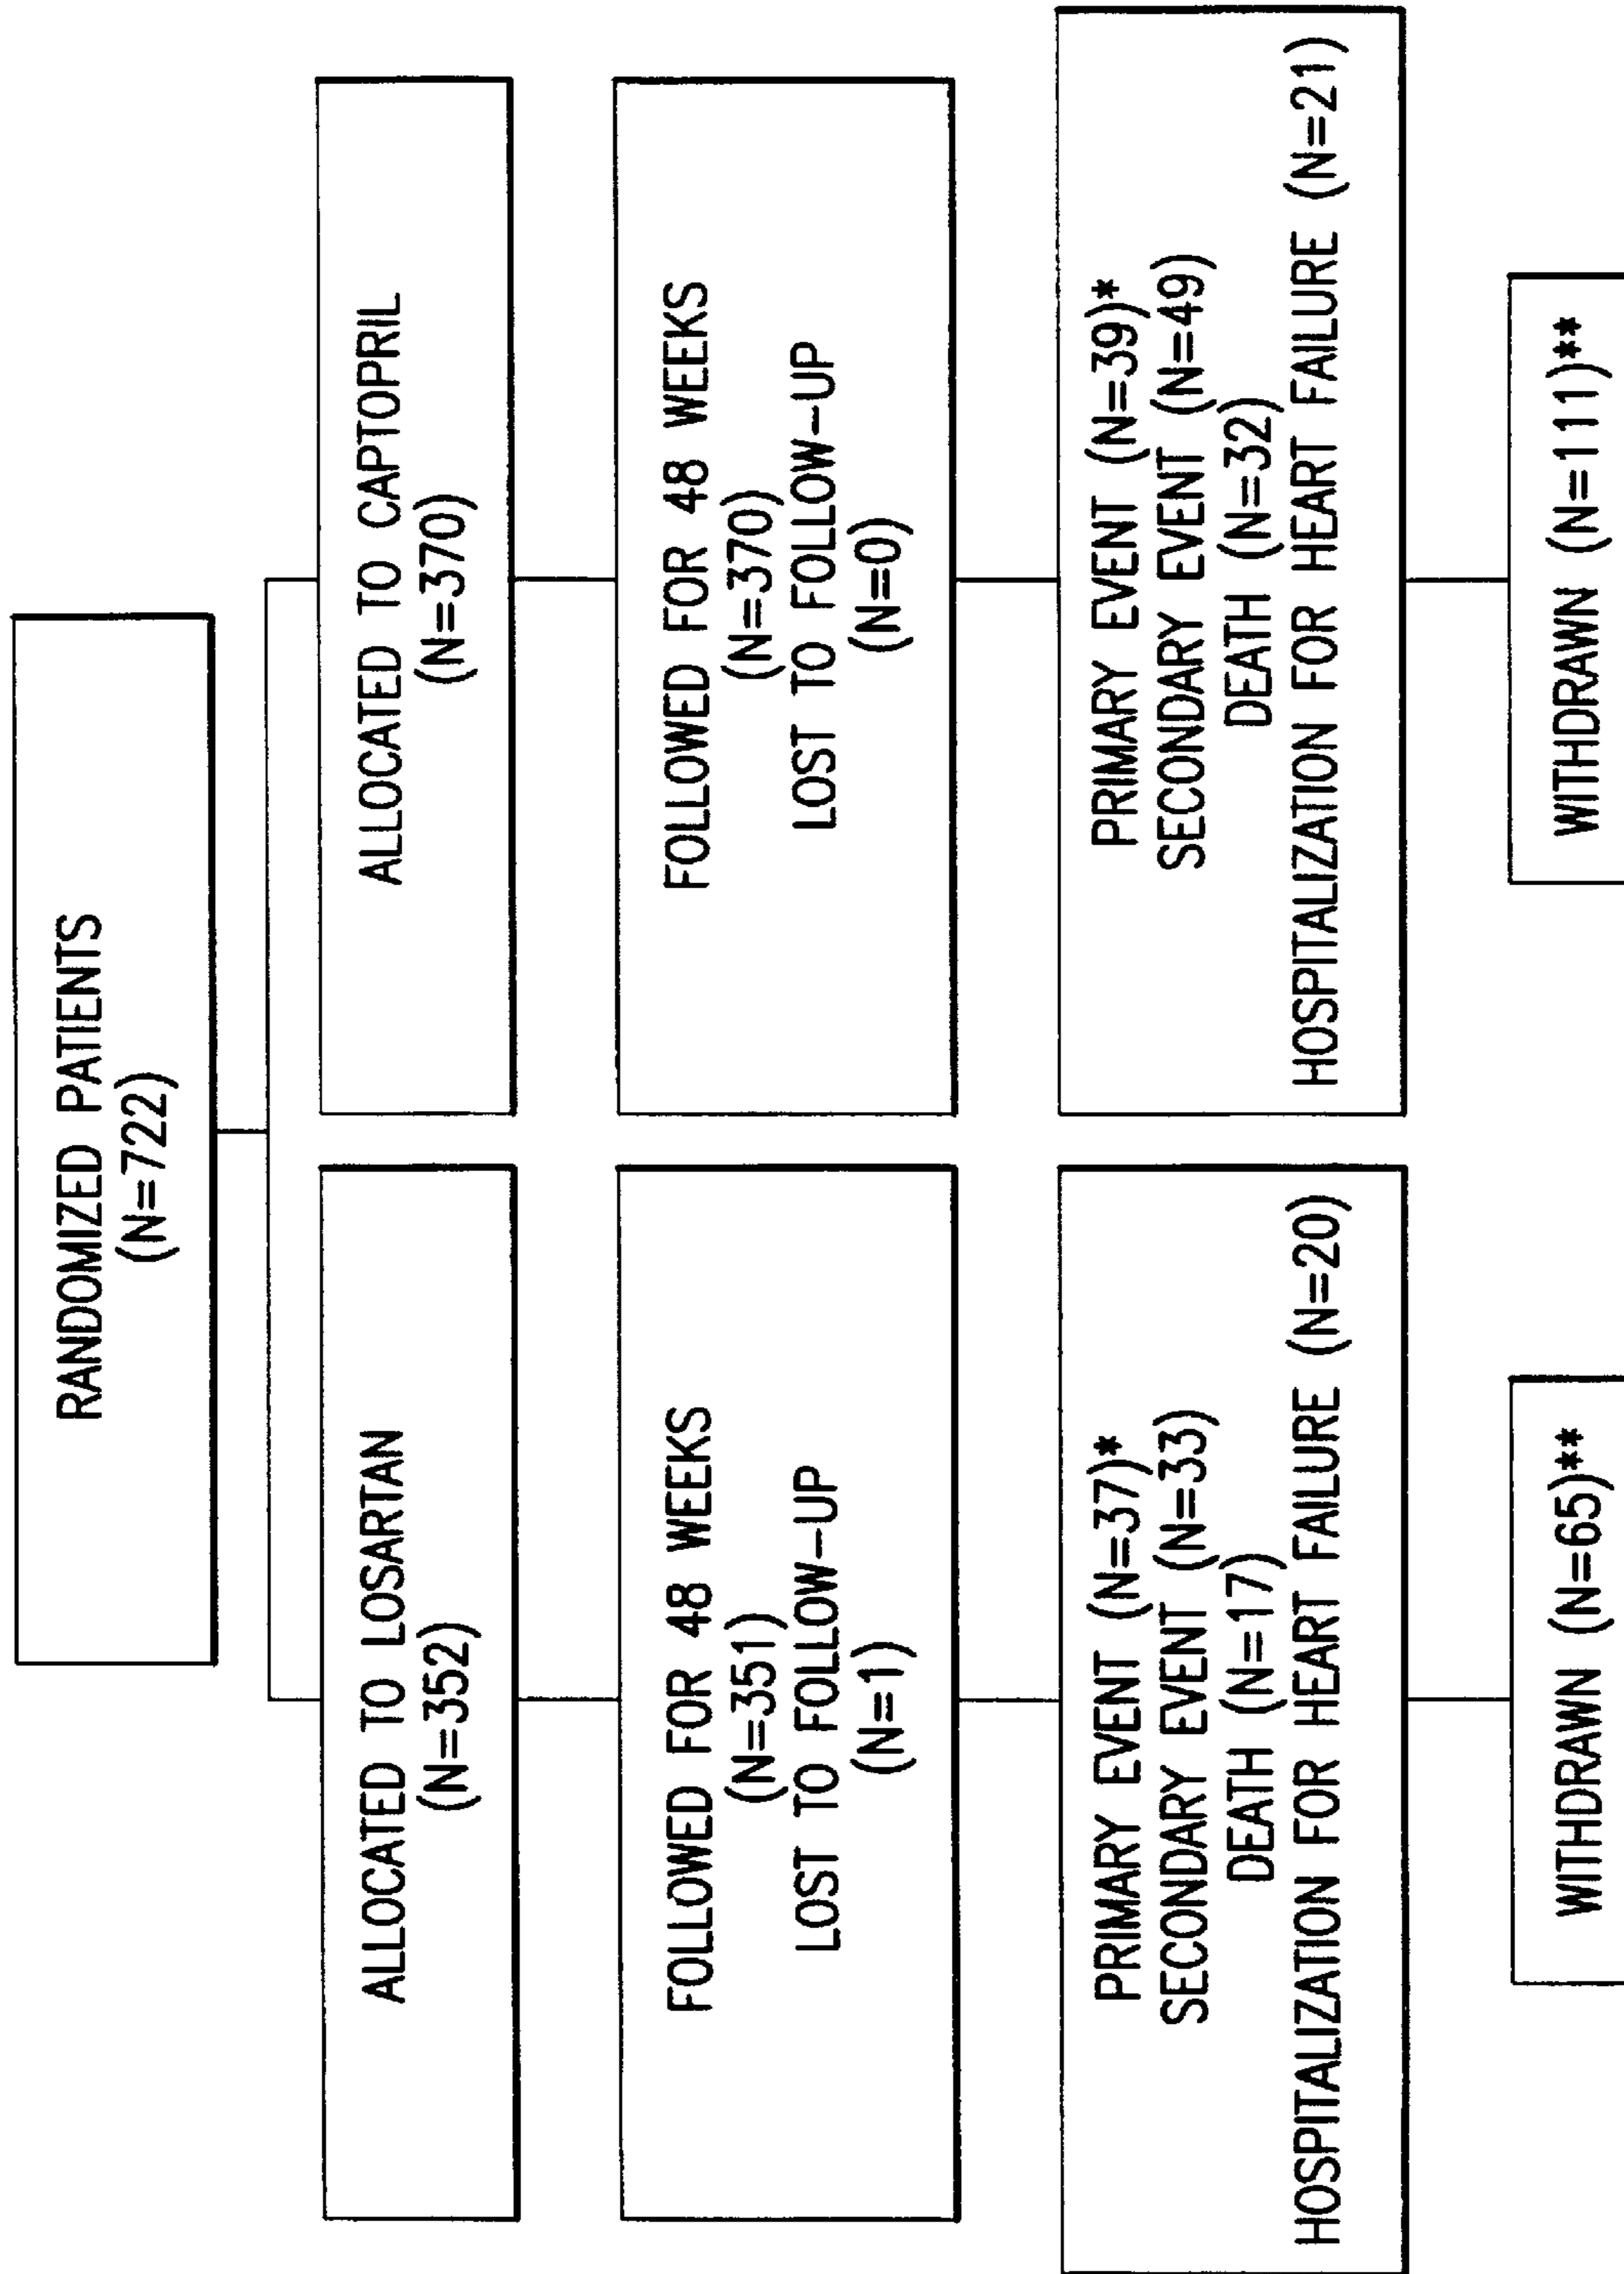 RANDOMIZED PATIENTS
(N=722)
ALLOCATED TO LOSARTAN
(N=352)
FOLLOWED FOR 48 WEEKS
(N=351)
LOST TO FOLLOW-UP
(N=1)
PRIMARY EVENT (N=37)*
SECONDARY EVENT (N=33)
DEATH (N=17)
HOSPITALIZATION FOR HEART FAILURE (N=20)
WITHDRAWN (N=65)**
ALLOCATED TO CAPTOPRIL
(N=370)
FOLLOWED FOR 48 WEEKS
(N=370)
LOST TO FOLLOW-UP
(N=0)
PRIMARY EVENT (N=39)*
SECONDARY EVENT (N=49)
DEATH (N=32)
HOSPITALIZATION FOR HEART FAILURE (N=21)
WITHDRAWN (N=111)**